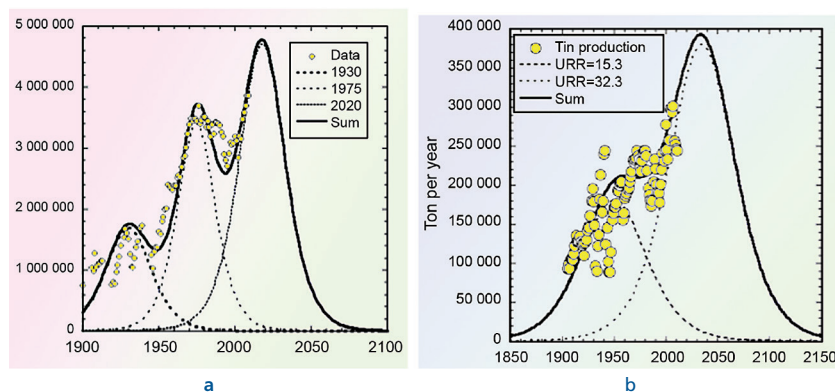 5 000 000
4 000 000
3 000 000
2 000 000
1 000 000
0
1900 1950 2000 2050 2100
Data
1930
1975
2020
Sum
a
Ton per year
400 000
350 000
300 000
250 000
200 000
150 000
100 000
50 000
0
1850 1900 1950 2000 2050 2100 2150
Tin production
URR=15.3
URR=32.3
Sum
b